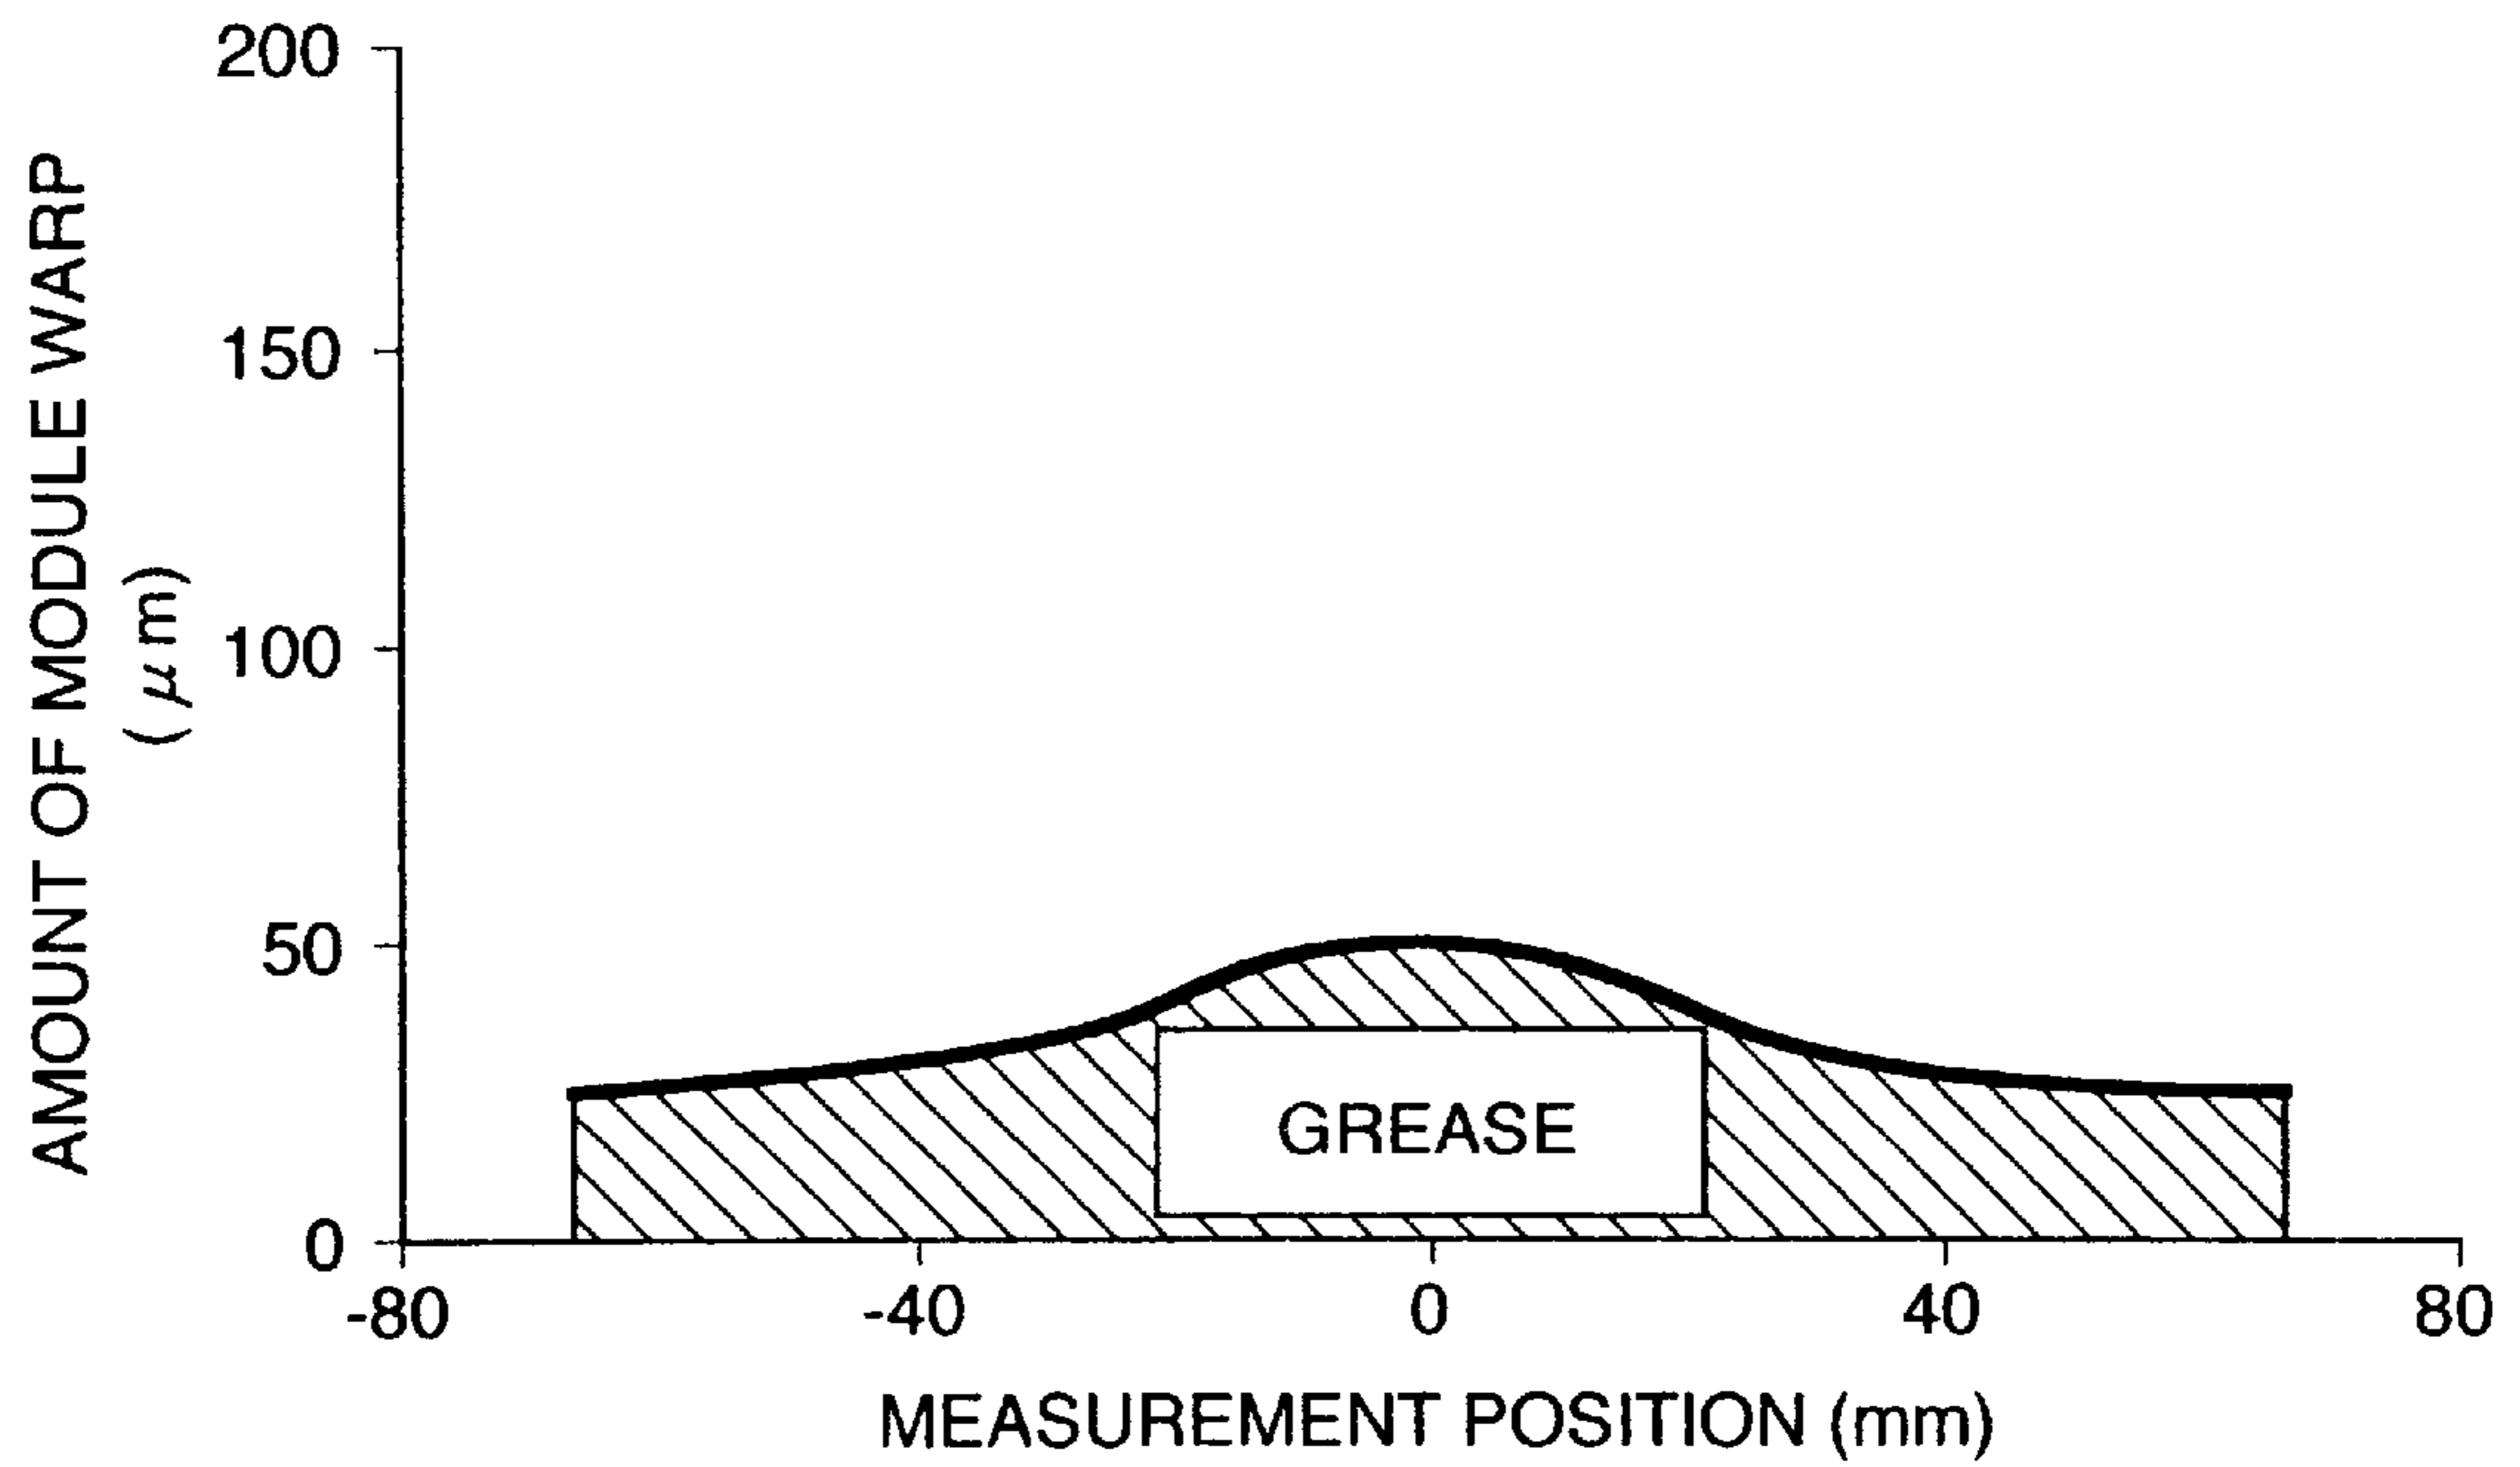 AMOUNT OF MODULE WARP
(μm)
200
150
100
50
0
GREASE
-80
-40
0
40
80
MEASUREMENT POSITION (mm)